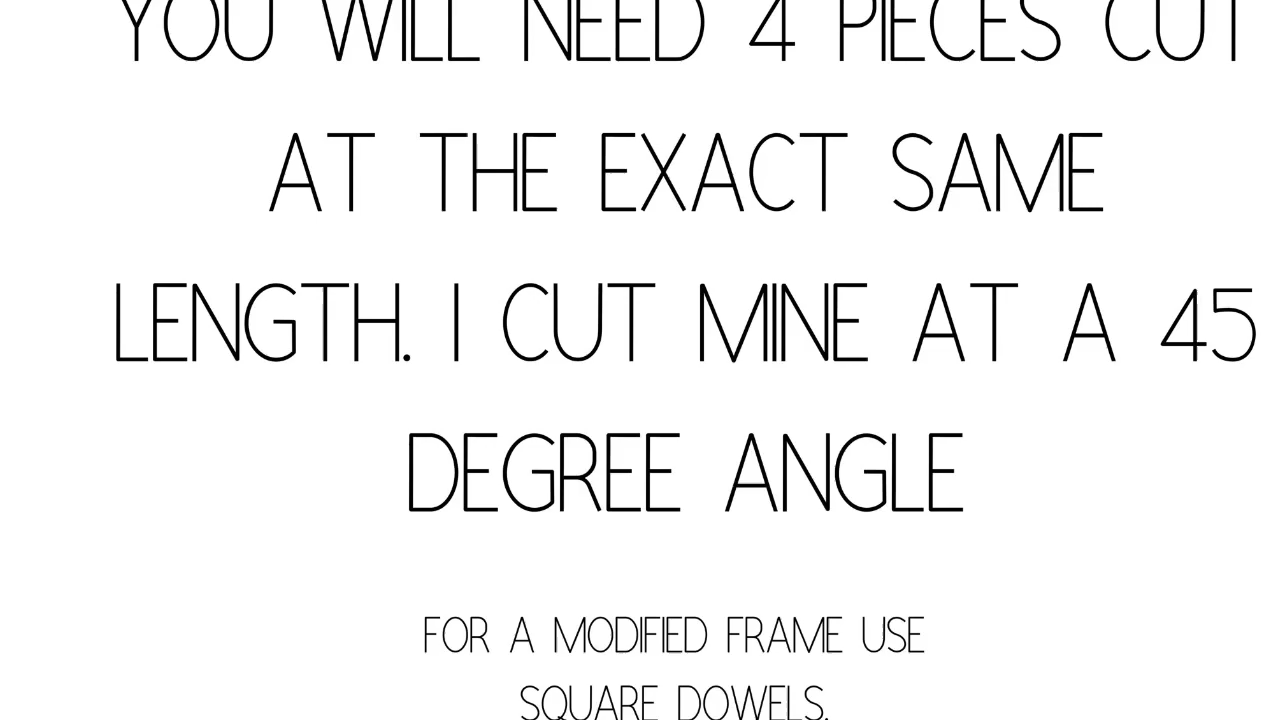 YOU WILL NEED 4 PIECES CUT
AT THE EXACT SAME
LENGTH. I CUT MINE AT A 45
DEGREE ANGLE
FOR A MODIFIED FRAME USE
SQUARE DOWELS.